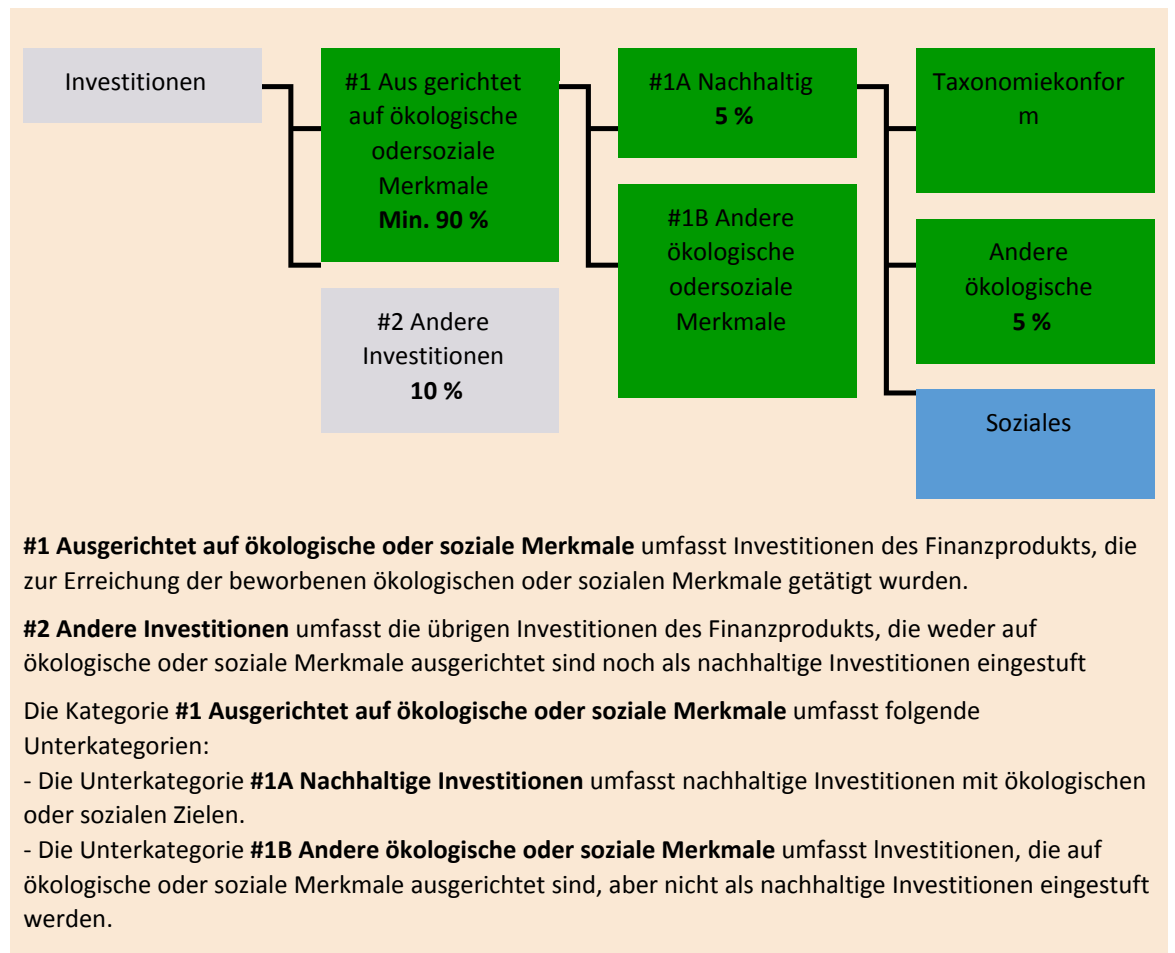 Investitionen
#1 Aus gerichtet
auf ökologische
odersoziale
Merkmale
Min. 90 %
#2 Andere
Investitionen
10 %
#1A Nachhaltig
5 %
#1B Andere
ökologische
odersoziale
Merkmale
Taxonomiekonfor
m
Andere
ökologische
5 %
Soziales
#1 Ausgerichtet auf ökologische oder soziale Merkmale umfasst Investitionen des Finanzprodukts, die
zur Erreichung der beworbenen ökologischen oder sozialen Merkmale getätigt wurden.
#2 Andere Investitionen umfasst die übrigen Investitionen des Finanzprodukts, die weder auf
ökologische oder soziale Merkmale ausgerichtet sind noch als nachhaltige Investitionen eingestuft
Die Kategorie #1 Ausgerichtet auf ökologische oder soziale Merkmale umfasst folgende
Unterkategorien:
- Die Unterkategorie #1A Nachhaltige Investitionen umfasst nachhaltige Investitionen mit ökologischen
oder sozialen Zielen.
- Die Unterkategorie #1B Andere ökologische oder soziale Merkmale umfasst lnvestitionen, die auf
ökologische oder soziale Merkmale ausgerichtet sind, aber nicht als nachhaltige Investitionen eingestuft
werden.